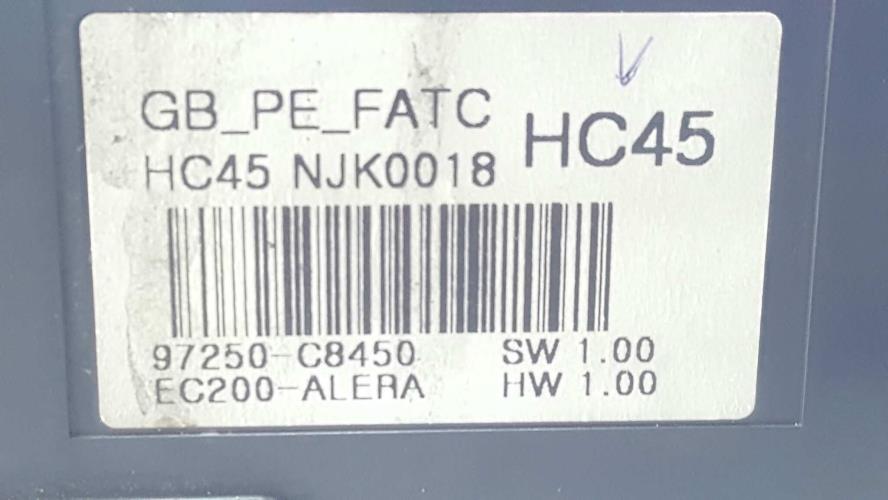 GB_PE_FATC
HC45
HC45 NJK0018
97250-C8450 SW 1.00
EC200-ALERA HW 1.00